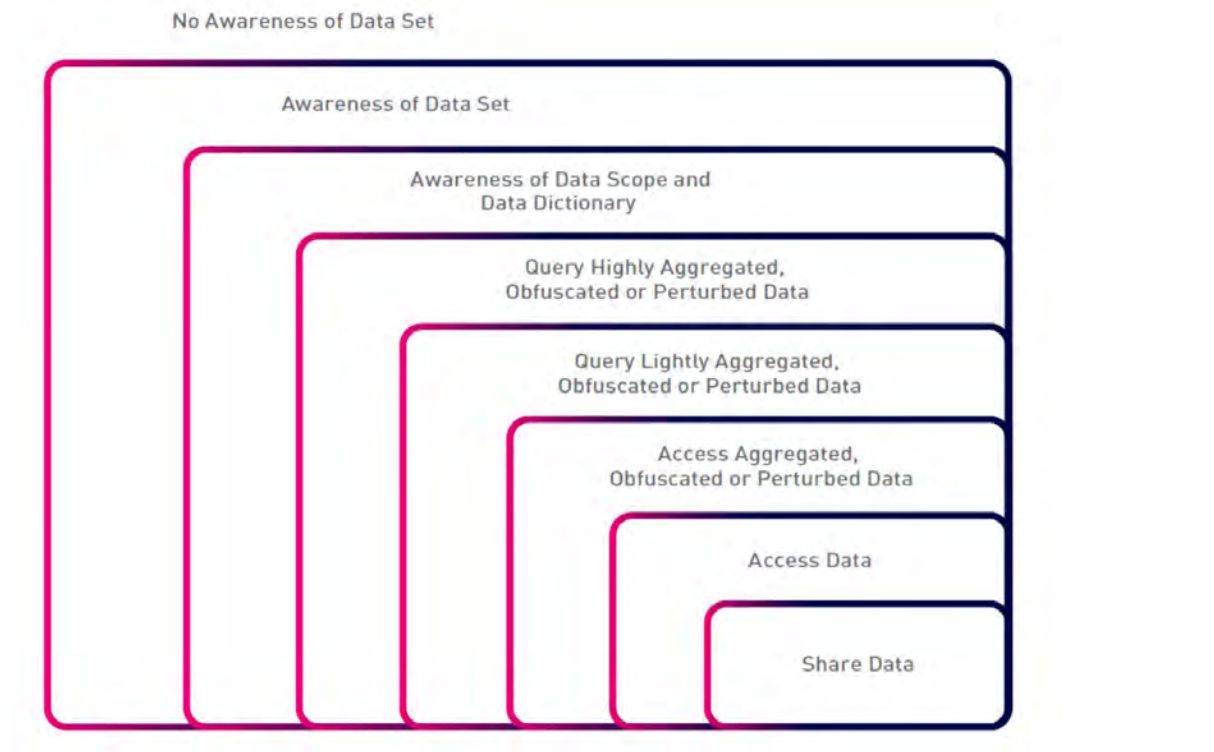 No Awareness of Data Set
Awareness of Data Set
Awareness of Data Scope and
Data Dictionary
Query Highly Aggregated,
Obfuscated or Perturbed Data
Query Lightly Aggregated,
Obfuscated or Perturbed Data
Access Aggregated,
Obfuscated or Perturbed Data
Access Data
Share Data